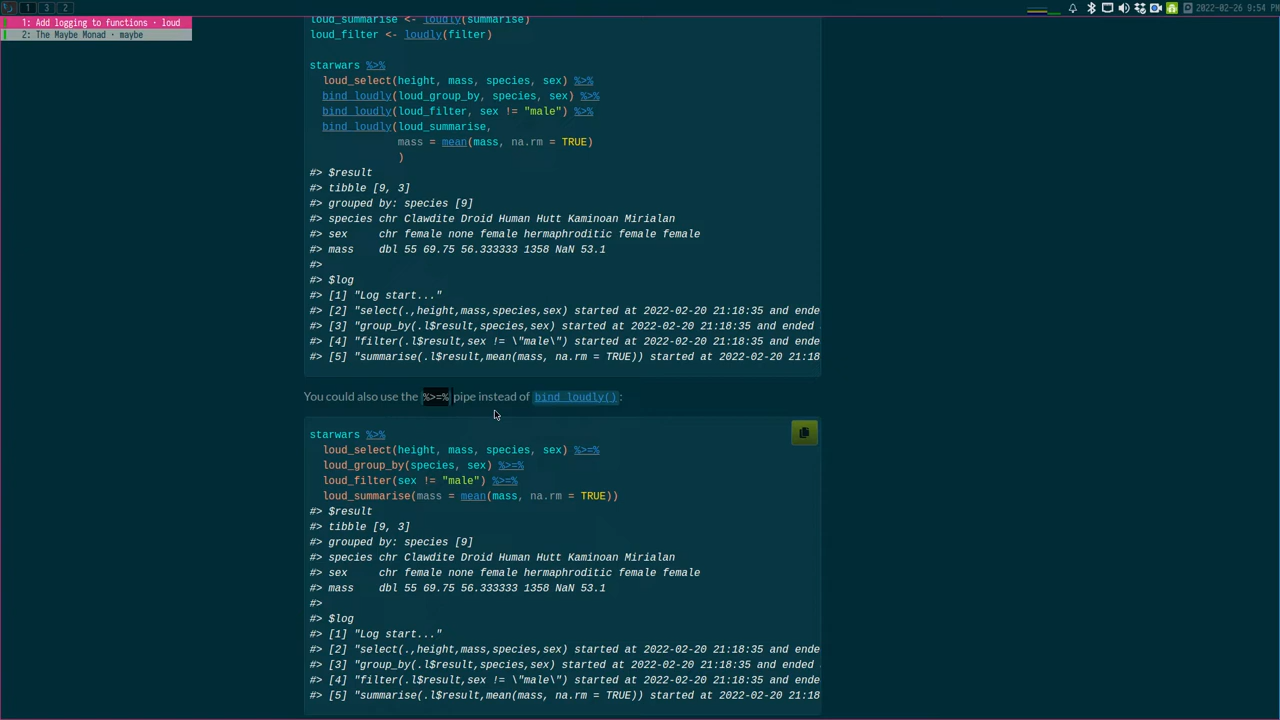 1 3 2
2022-02-26 9:54 PM
1: Add logging to functions · loud
2: The Maybe Monad · maybe
loud_summarise <- loudly(summarise)
loud_filter <- loudly(filter)
starwars %>%
loud_select(height, mass, species, sex) %>%
bind_loudly(loud_group_by, species, sex) %>%
bind_loudly(loud_filter, sex != "male") %>%
bind_loudly(loud_summarise,
mass = mean(mass, na.rm = TRUE)
)
#> $result
#> tibble [9, 3]
#> grouped by: species [9]
#> species chr Clawdite Droid Human Hutt Kaminoan Mirialan
#> sex     chr female none female hermaphroditic female female
#> mass    dbl 55 69.75 56.333333 1358 NaN 53.1
#>
#> $log
#> [1] "Log start..."
#> [2] "select(.,height,mass,species,sex) started at 2022-02-20 21:18:35 and ende
#> [3] "group_by(.l$result,species,sex) started at 2022-02-20 21:18:35 and ended
#> [4] "filter(.l$result,sex != \"male\") started at 2022-02-20 21:18:35 and ende
#> [5] "summarise(.l$result,mean(mass, na.rm = TRUE)) started at 2022-02-20 21:18
You could also use the %>=% pipe instead of bind_loudly():
starwars %>%
loud_select(height, mass, species, sex) %>=%
loud_group_by(species, sex) %>=%
loud_filter(sex != "male") %>=%
loud_summarise(mass = mean(mass, na.rm = TRUE))
#> $result
#> tibble [9, 3]
#> grouped by: species [9]
#> species chr Clawdite Droid Human Hutt Kaminoan Mirialan
#> sex     chr female none female hermaphroditic female female
#> mass    dbl 55 69.75 56.333333 1358 NaN 53.1
#>
#> $log
#> [1] "Log start..."
#> [2] "select(.,height,mass,species,sex) started at 2022-02-20 21:18:35 and ende
#> [3] "group_by(.l$result,species,sex) started at 2022-02-20 21:18:35 and ended
#> [4] "filter(.l$result,sex != \"male\") started at 2022-02-20 21:18:35 and ende
#> [5] "summarise(.l$result,mean(mass, na.rm = TRUE)) started at 2022-02-20 21:18